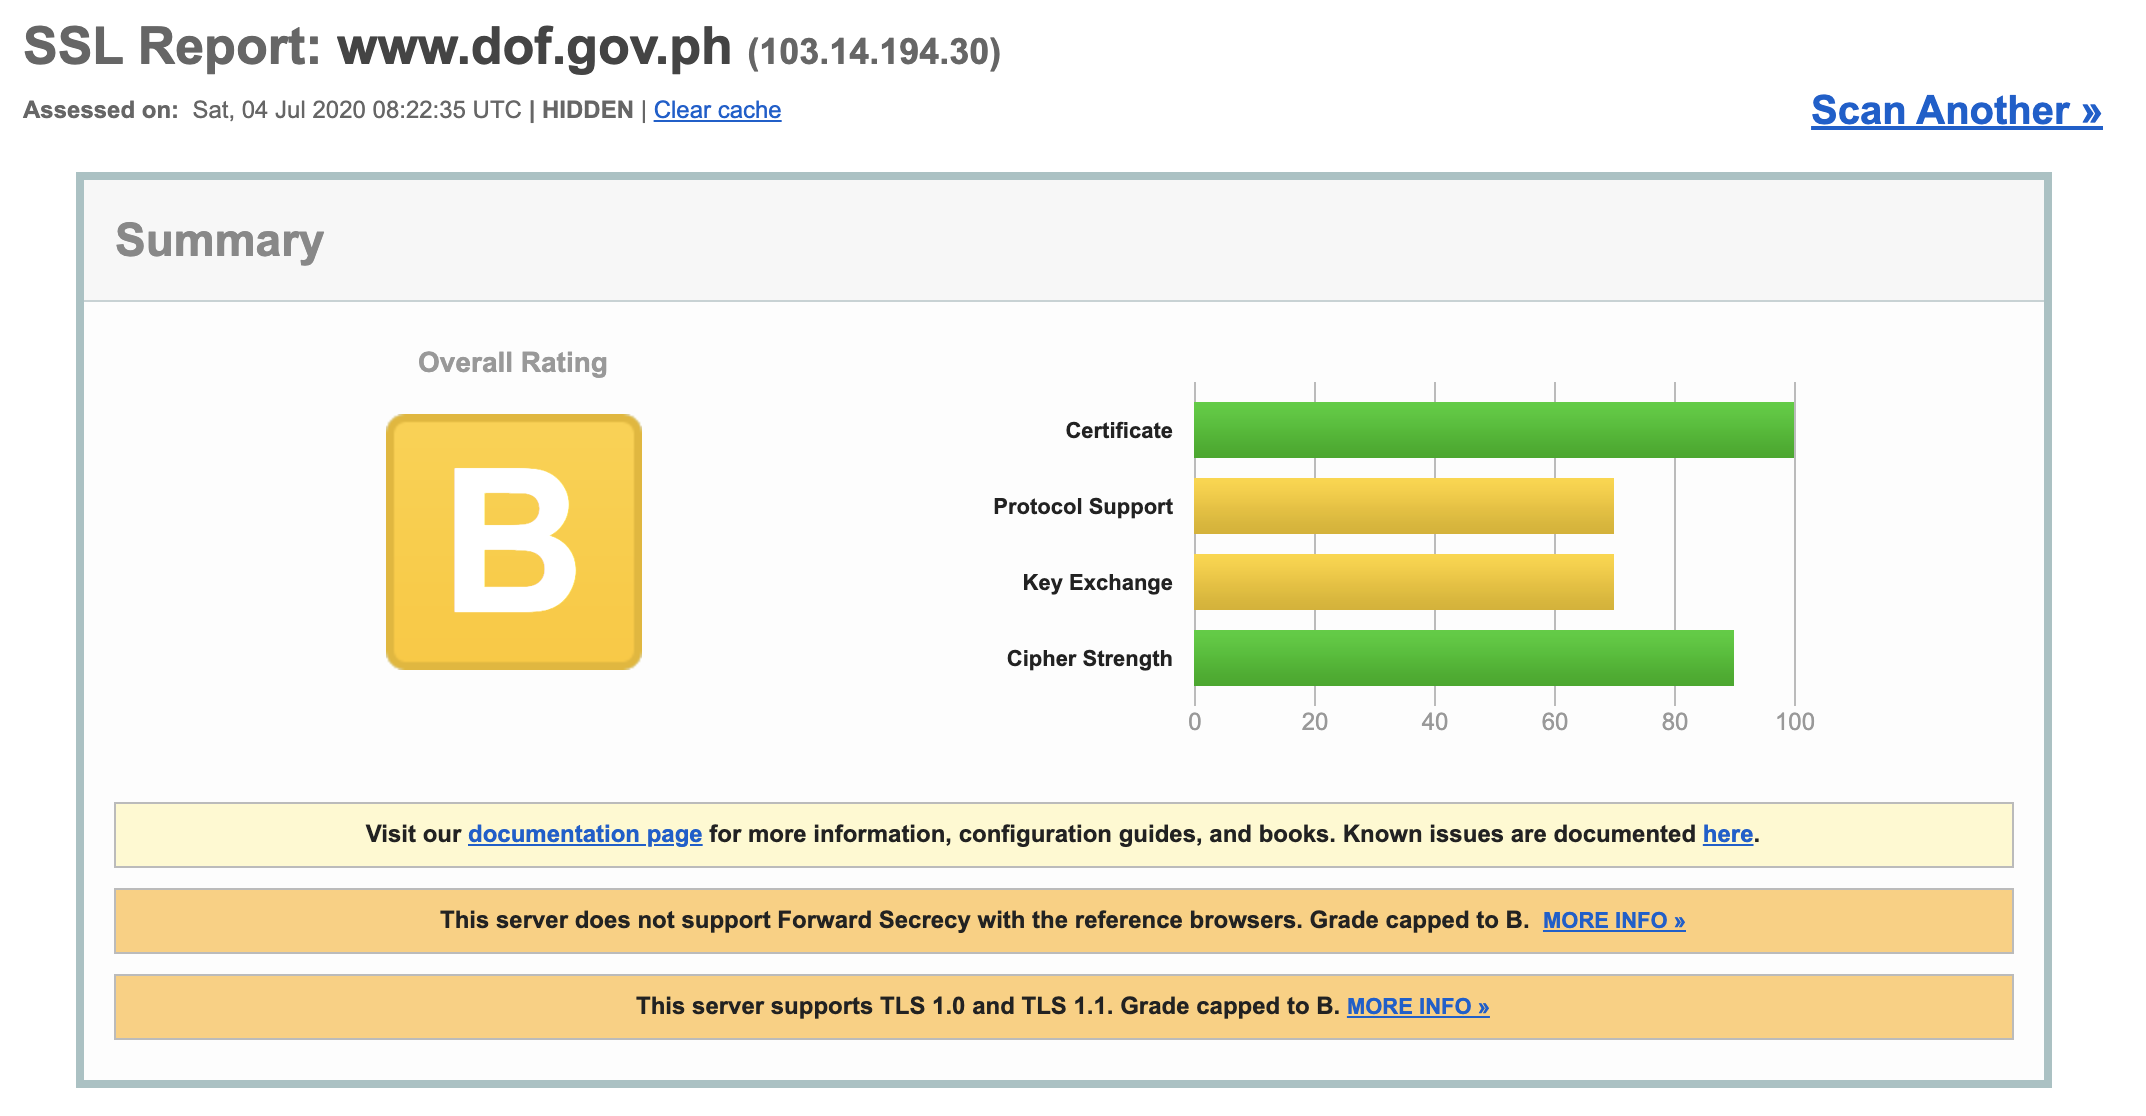 SSL Report: www.dof.gov.ph (103.14.194.30)
Assessed on: Sat, 04 Jul 2020 08:22:35 UTC | HIDDEN | Clear cache
Scan Another »
Summary
Overall Rating
B
Certificate
Protocol Support
Key Exchange
Cipher Strength
0 20 40 60 80 100
Visit our documentation page for more information, configuration guides, and books. Known issues are documented here.
This server does not support Forward Secrecy with the reference browsers. Grade capped to B. MORE INFO »
This server supports TLS 1.0 and TLS 1.1. Grade capped to B. MORE INFO »